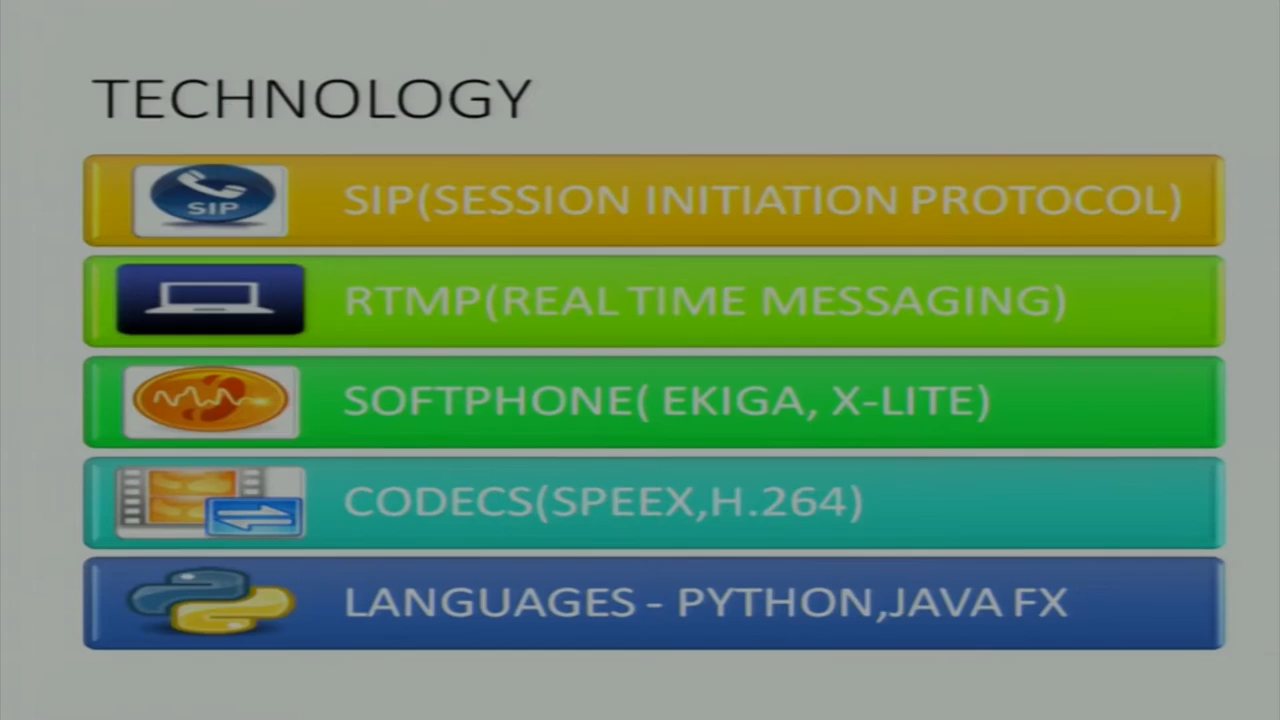 TECHNOLOGY
SIP
SIP(SESSION INITIATION PROTOCOL)
RTMP(REAL TIME MESSAGING)
SOFTPHONE( EKIGA, X-LITE)
CODECS(SPEEX,H.264)
LANGUAGES - PYTHON,JAVA FX